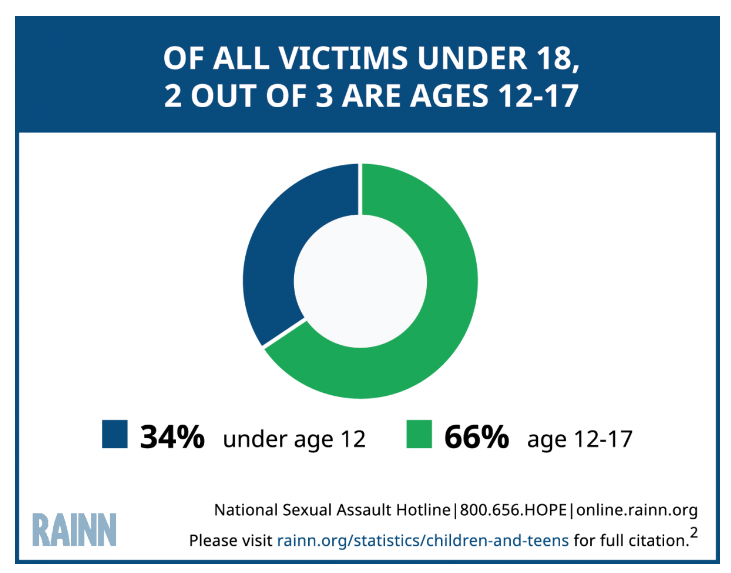 OF ALL VICTIMS UNDER 18,
2 OUT OF 3 ARE AGES 12-17
34% under age 12 66% age 12-17
National Sexual Assault Hotline|800.656.HOPE|online.rainn.org
RAINN
Please visit rainn.org/statistics/children-and-teens for full citation.2